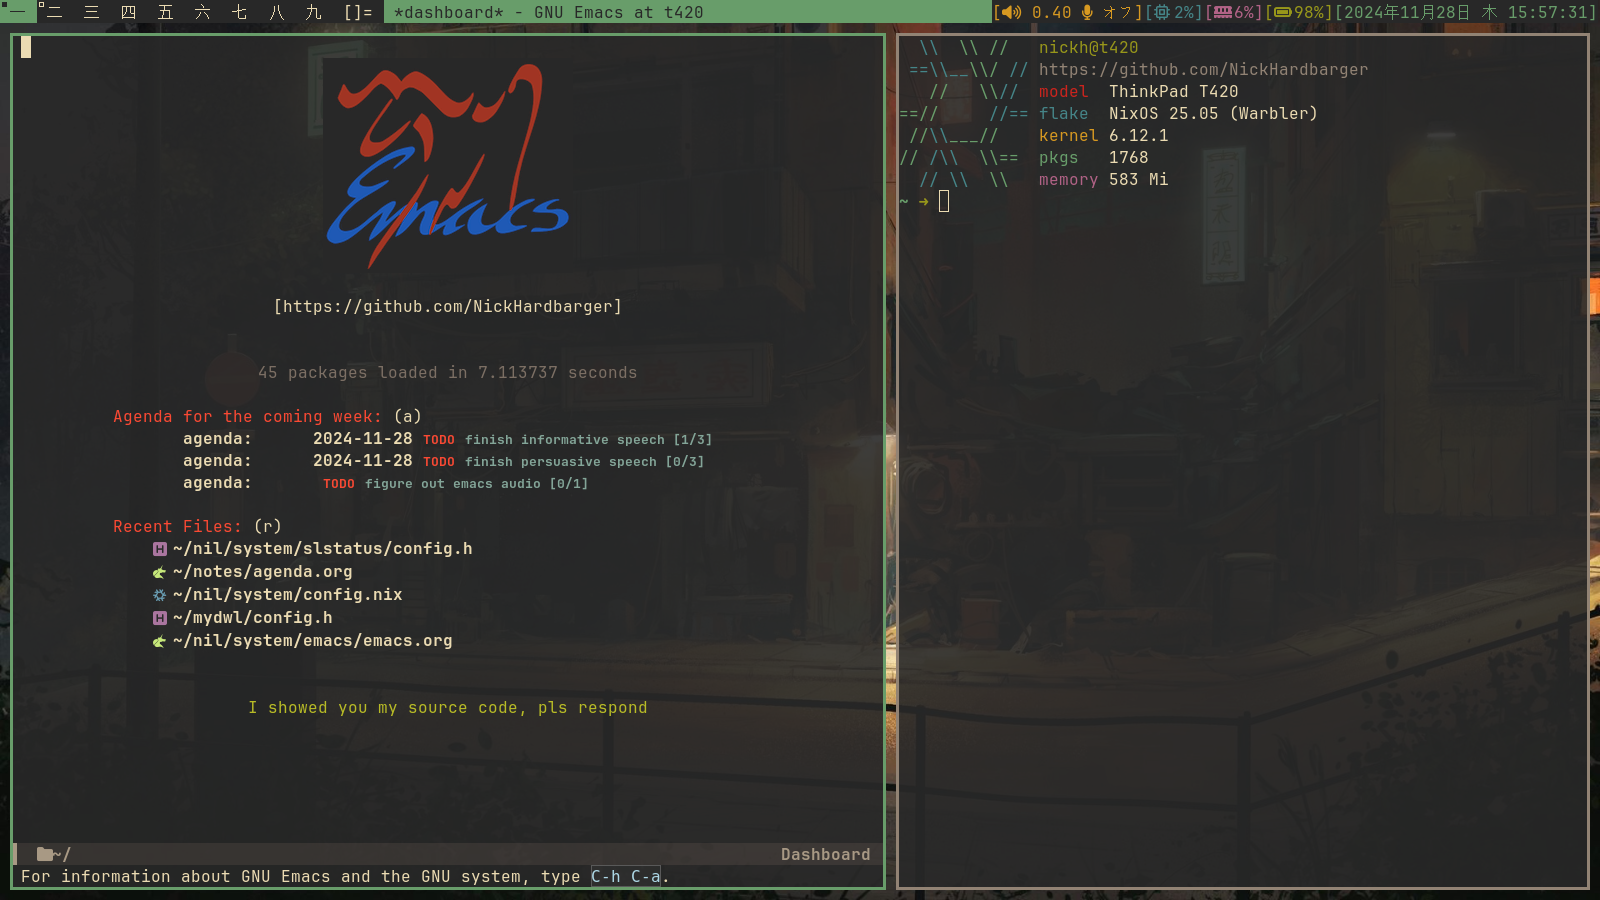 一 二 三 四 五 六 七 八 九 []= *dashboard* - GNU Emacs at t420 [ 0.40 オフ][ 2%][ 6%][ 98%][2024年11月28日 木 15:57:31]
Emacs
[https://github.com/NickHardbarger]
45 packages loaded in 7.113737 seconds
Agenda for the coming week: (a)
agenda: 2024-11-28 TODO finish informative speech [1/3]
agenda: 2024-11-28 TODO finish persuasive speech [0/3]
agenda: TODO figure out emacs audio [0/1]
Recent Files: (r)
H ~/nil/system/slstatus/config.h
~/notes/agenda.org
~/nil/system/config.nix
H ~/mydwl/config.h
~/nil/system/emacs/emacs.org
I showed you my source code, pls respond
~/ Dashboard
For information about GNU Emacs and the GNU system, type C-h C-a.
  \\  \\ //   nickh@t420
 ==\\__\\/ // https://github.com/NickHardbarger
   //   \\//  model  ThinkPad T420
==//     //== flake  NixOS 25.05 (Warbler)
 //\\___//    kernel 6.12.1
// /\\  \\==  pkgs   1768
  // \\  \\   memory 583 Mi
~ →